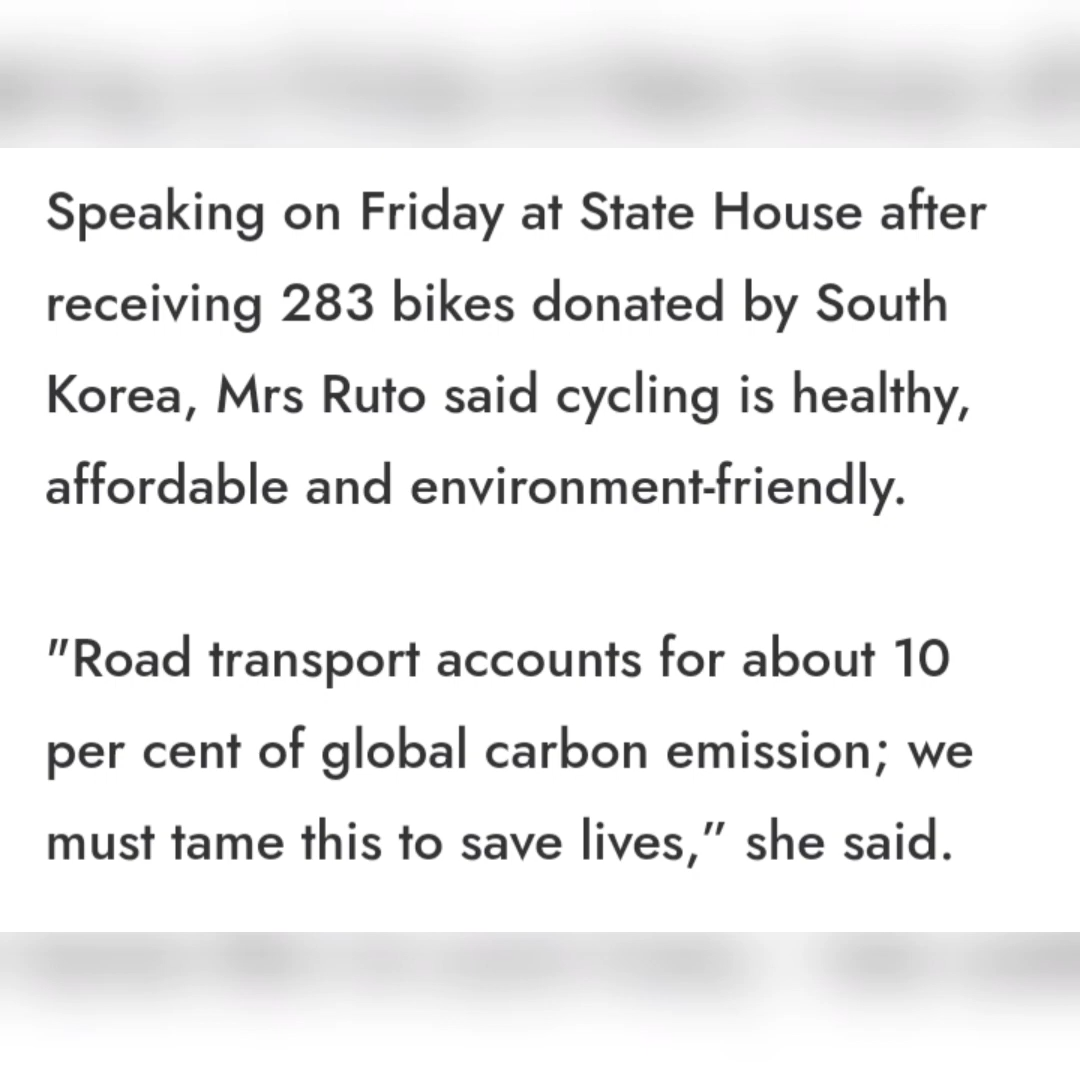 Speaking on Friday at State House after
receiving 283 bikes donated by South
Korea, Mrs Ruto said cycling is healthy,
affordable and environment-friendly.
"Road transport accounts for about 10
per cent of global carbon emission; we
must tame this to save lives,” she said.